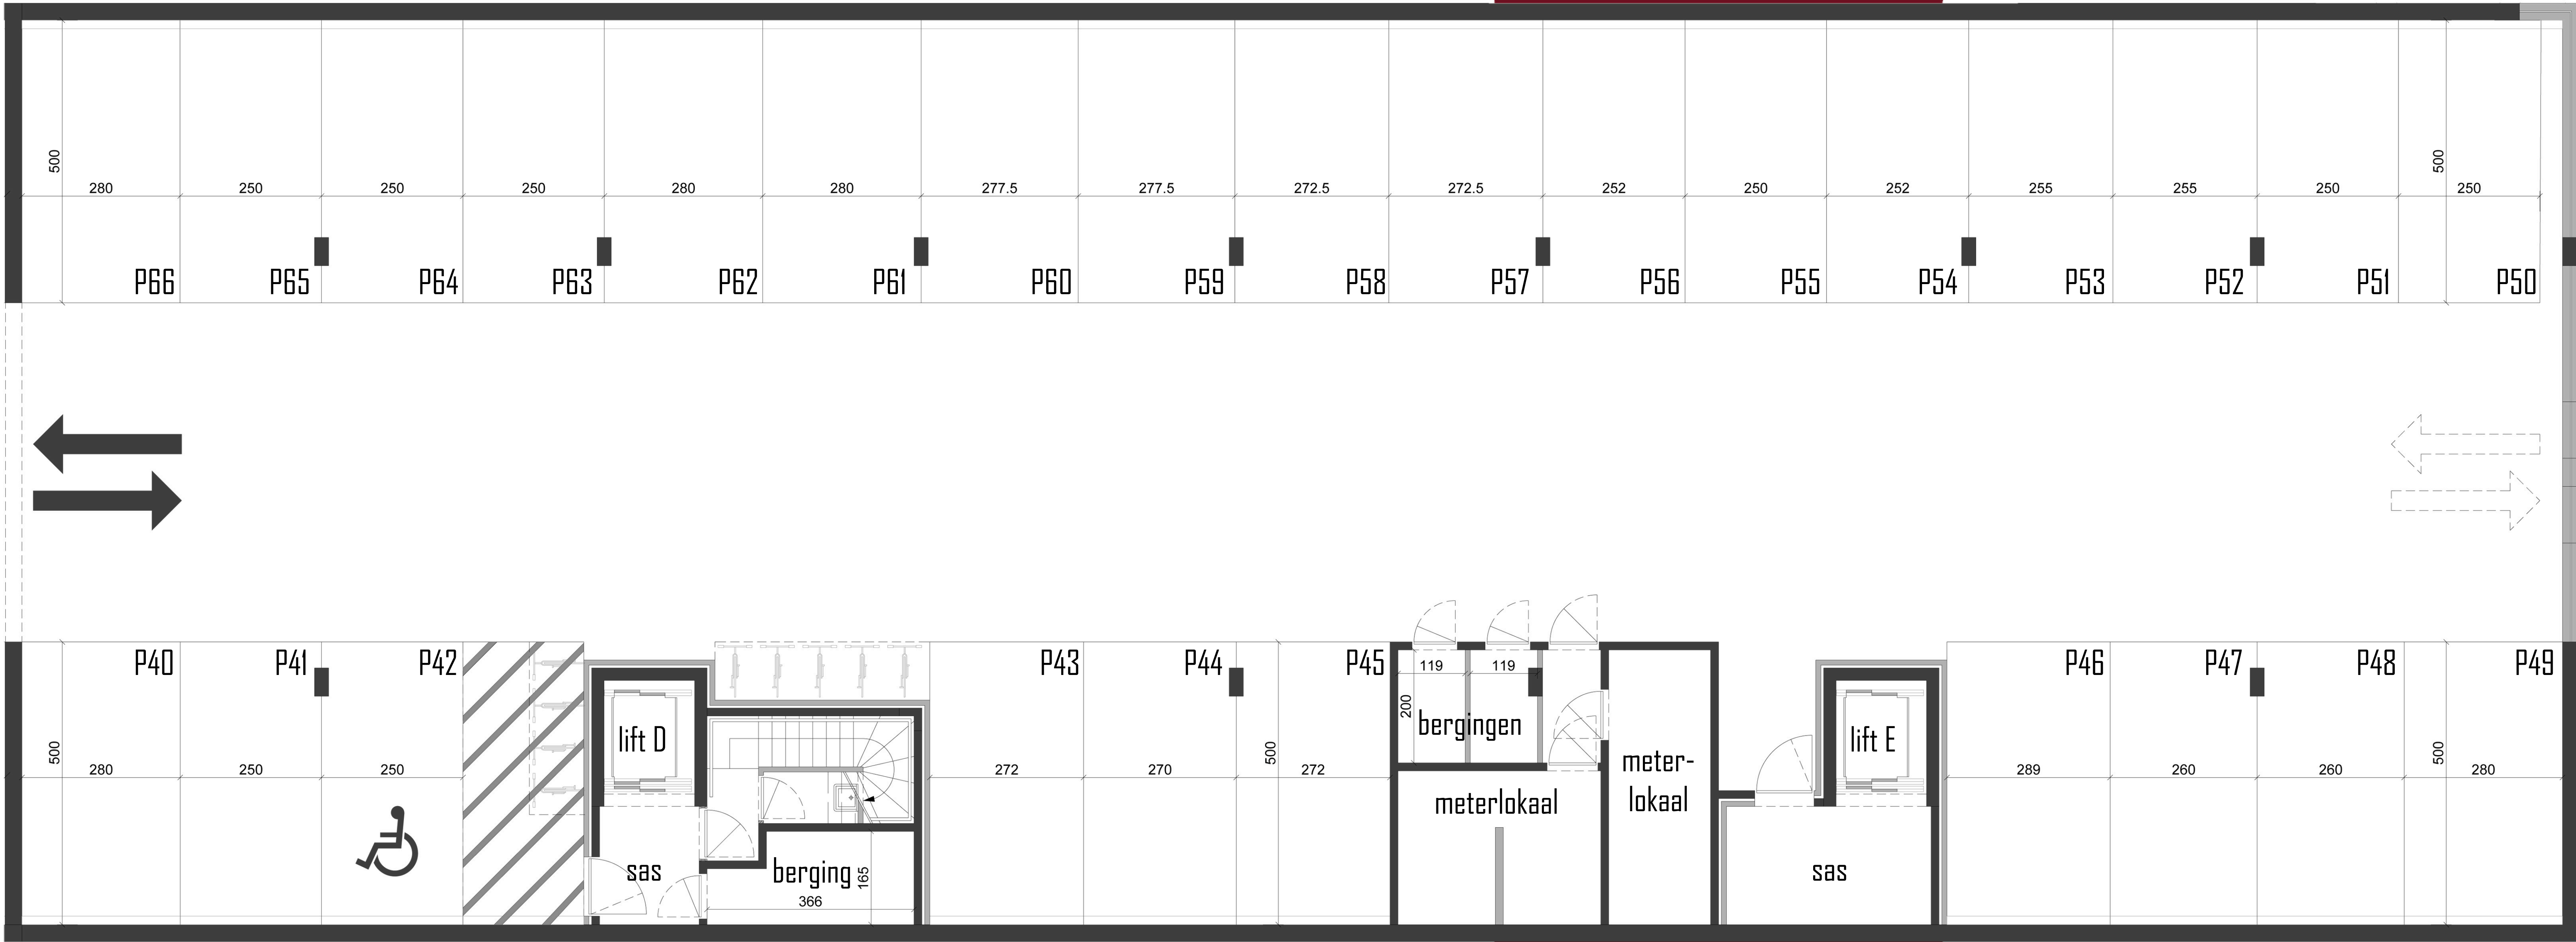 500
500
280 250 250 250 280 280 277.5 277.5 272.5 272.5 252 250 252 255 255 250 250
P66 P65 P64 P63 P62 P61 P60 P59 P58 P57 P56 P55 P54 P53 P52 P51 P50
P40 P41 P42 P43 P44 P45 P46 P47 P48 P49
119 119
200
bergingen
lift D
lift E
500
500
500
meter-
lokaal
280 250 250 272 270 272 289 260 260 280
meterlokaal
sas
berging
165
366
sas